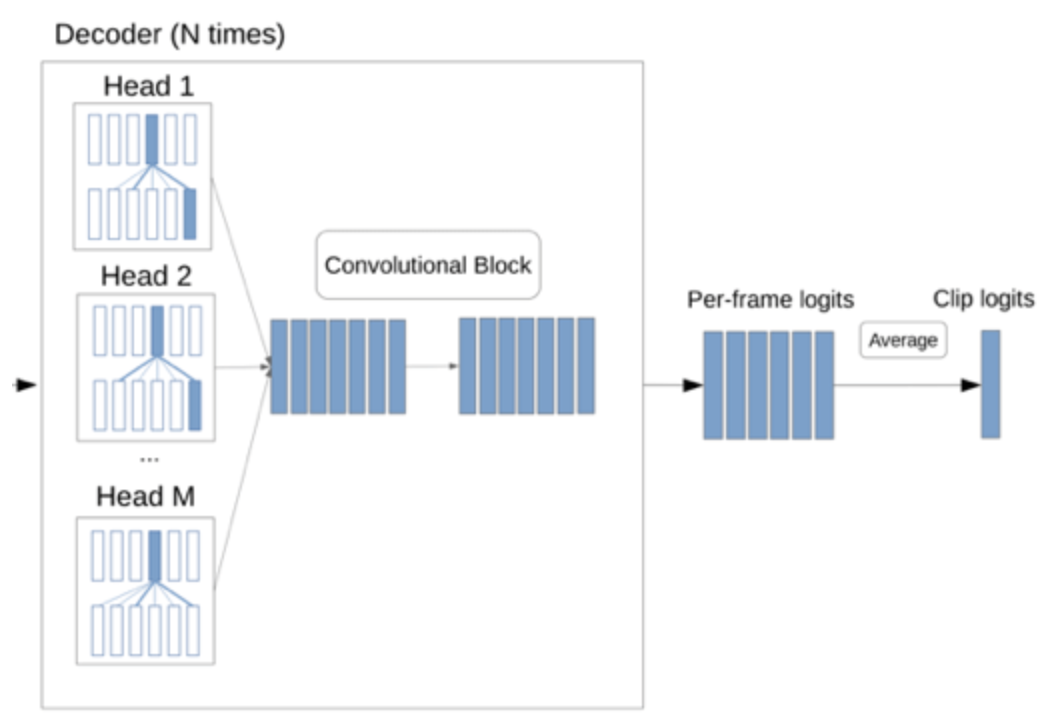 Decoder (N times)
Head 1
Head 2
...
Head M
Convolutional Block
Per-frame logits
Average
Clip logits